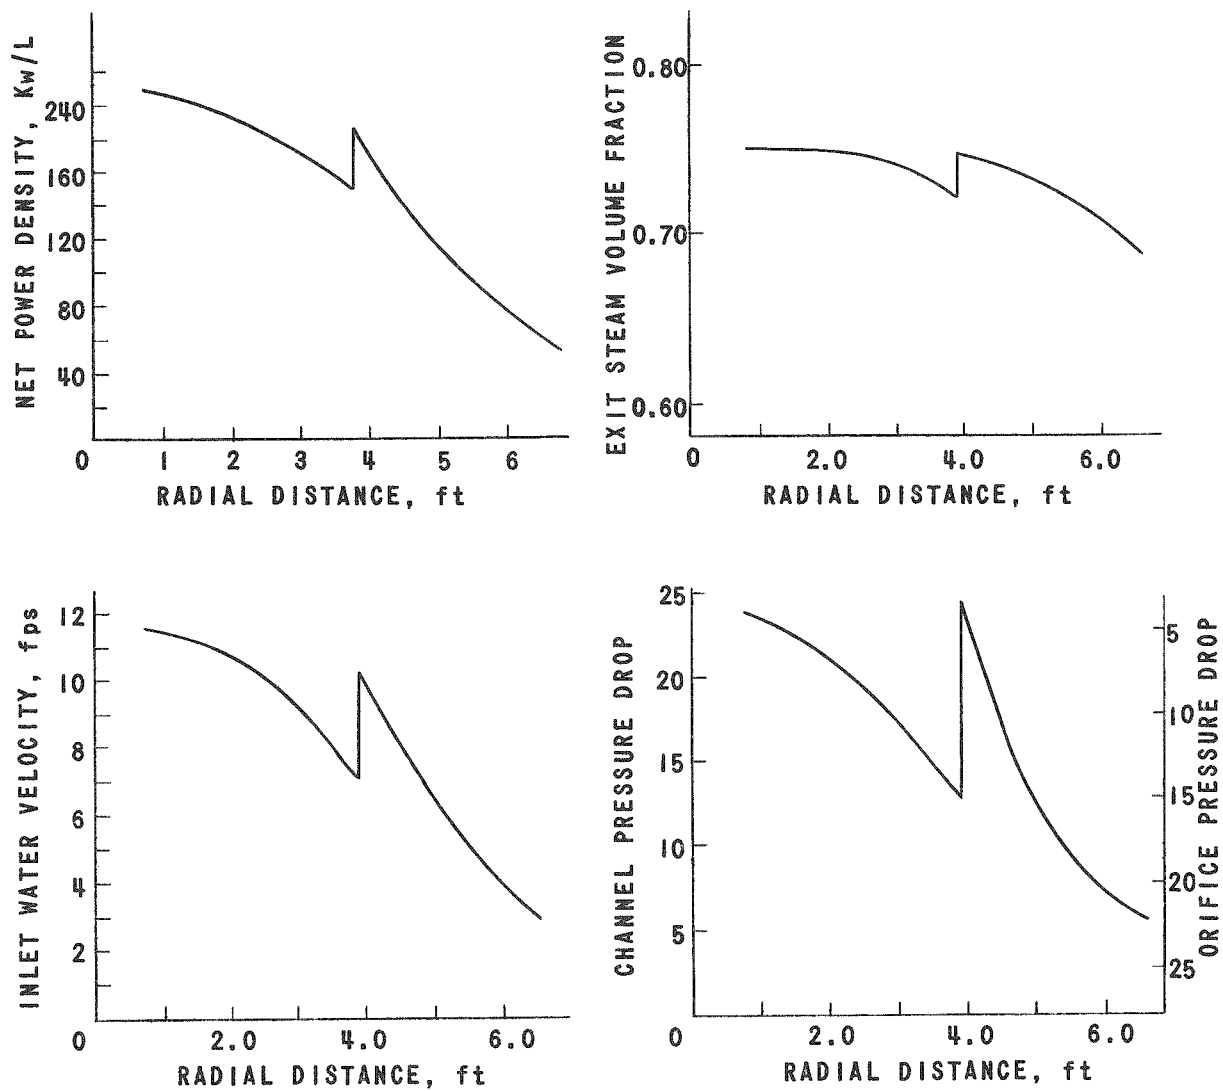 NET POWER DENSITY, Kw/L
240
160
120
80
40
0 1 2 3 4 5 6
RADIAL DISTANCE, ft
EXIT STEAM VOLUME FRACTION
0.80
0.70
0.60
0 2.0 4.0 6.0
RADIAL DISTANCE, ft
INLET WATER VELOCITY, fps
12
10
8
6
4
2
0 2.0 4.0 6.0
RADIAL DISTANCE, ft
CHANNEL PRESSURE DROP
25
20
15
10
5
0 2.0 4.0 6.0
RADIAL DISTANCE, ft
5
10
15
20
25
ORIFICE PRESSURE DROP